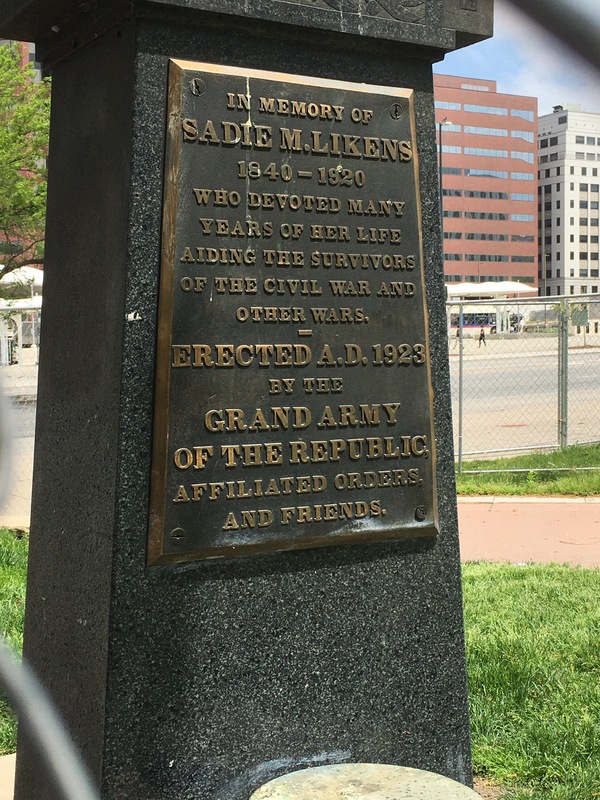 IN MEMORY OF
SADIE M. LIKENS
1840 – 1920
WHO DEVOTED MANY
YEARS OF HER LIFE
AIDING THE SURVIVORS
OF THE CIVIL WAR AND
OTHER WARS.
ERECTED A.D. 1923
BY THE
GRAND ARMY
OF THE REPUBLIC,
AFFILIATED ORDERS,
AND FRIENDS.